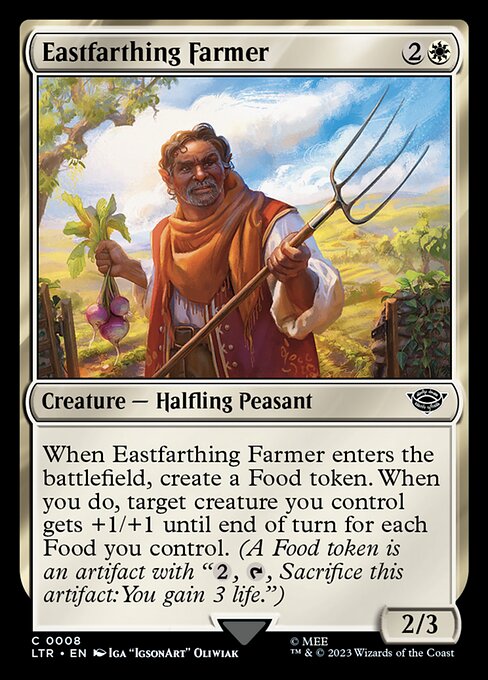 Eastfarthing Farmer 2
Creature — Halfling Peasant
When Eastfarthing Farmer enters the
battlefield, create a Food token. When
you do, target creature you control
gets +1/+1 until end of turn for each
Food you control. (A Food token is
an artifact with “2, T, Sacrifice this
artifact: You gain 3 life.”)
2/3
C 0008
LTR • EN Iga “IgsonArt” Oliwiak
© MEE
™ & © 2023 Wizards of the Coast